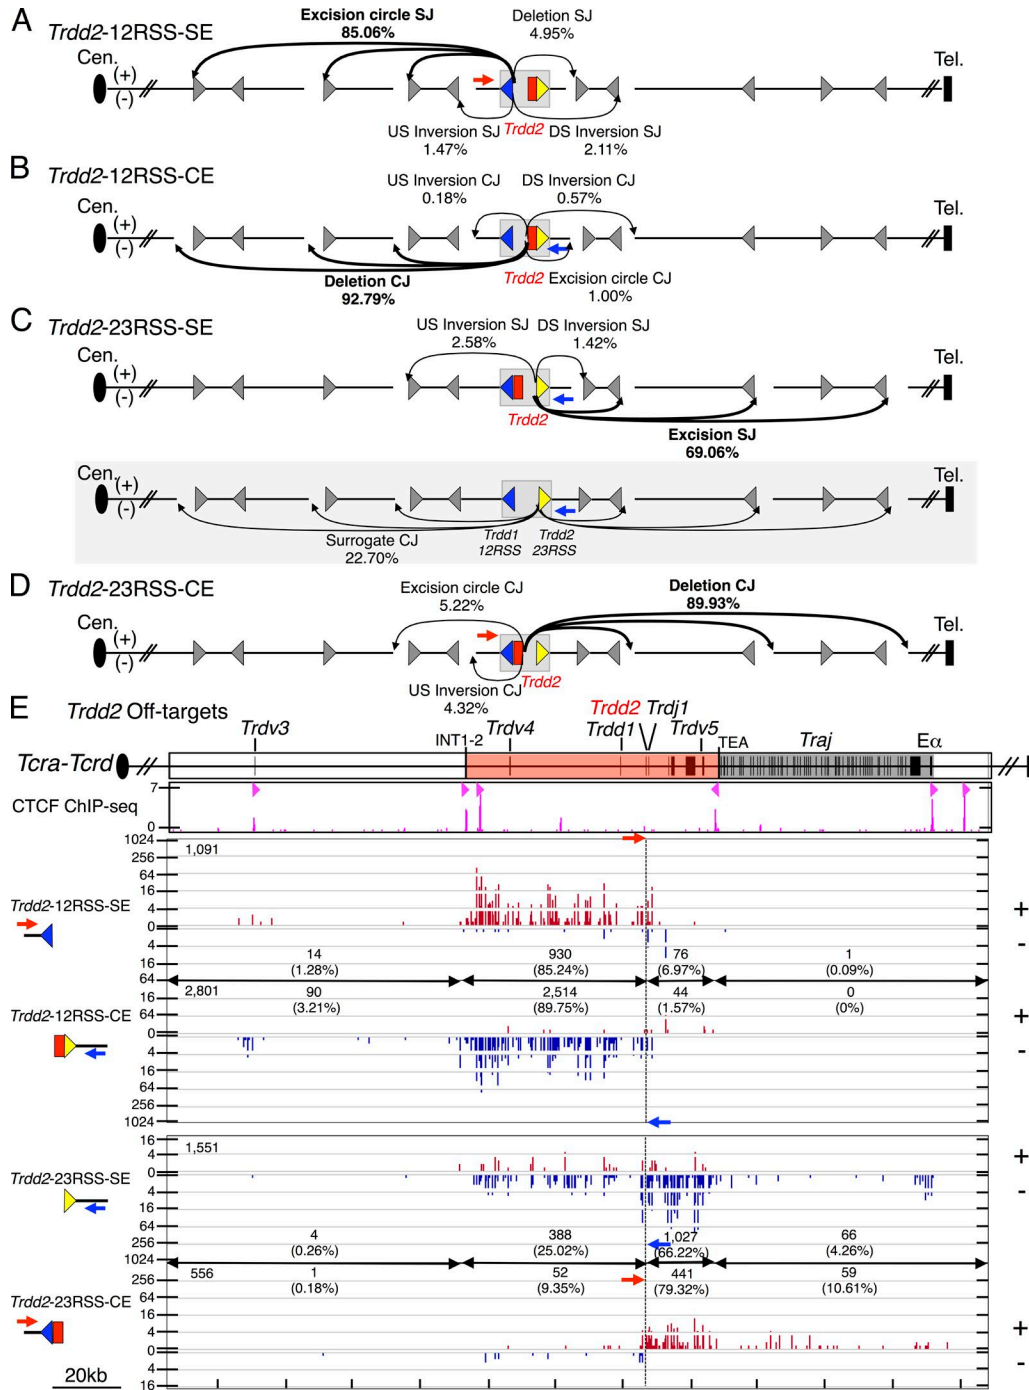 A
Trdd2-12RSS-SE
Excision circle SJ
85.06%
Deletion SJ
4.95%
Cen.
(+)
(-)
Tel.
US Inversion SJ
1.47%
Trdd2
DS Inversion SJ
2.11%
B
Trdd2-12RSS-CE
US Inversion CJ
0.18%
DS Inversion CJ
0.57%
Cen.
(+)
(-)
Tel.
Deletion CJ
92.79%
Trdd2
Excision circle CJ
1.00%
C
Trdd2-23RSS-SE
US Inversion SJ
2.58%
DS Inversion SJ
1.42%
Cen.
(+)
(-)
Tel.
Trdd2
Excision SJ
69.06%
Cen.
(+)
(-)
Tel.
Surrogate CJ
22.70%
Trdd1
12RSS
Trdd2
23RSS
D
Trdd2-23RSS-CE
Excision circle CJ
5.22%
Deletion CJ
89.93%
Cen.
(+)
(-)
Tel.
US Inversion CJ
4.32%
Trdd2
E
Trdd2 Off-targets
Trdv3
INT1-2
Trdv4
Trdd1
Trdd2
Trdj1
Trdv5
TEA
Traj
Eα
Tcra-Tcrd
CTCF ChIP-seq
7
0
1024
256
64
16
4
0
4
16
64
1,091
Trdd2-12RSS-SE
+
-
14
(1.28%)
930
(85.24%)
76
(6.97%)
1
(0.09%)
2,801
90
(3.21%)
2,514
(89.75%)
44
(1.57%)
0
(0%)
16
4
0
4
16
64
256
1024
Trdd2-12RSS-CE
+
-
16
4
0
4
16
64
256
1024
1,551
Trdd2-23RSS-SE
+
-
4
(0.26%)
388
(25.02%)
1,027
(66.22%)
66
(4.26%)
556
1
(0.18%)
52
(9.35%)
441
(79.32%)
59
(10.61%)
256
64
16
4
0
4
16
Trdd2-23RSS-CE
+
-
20kb